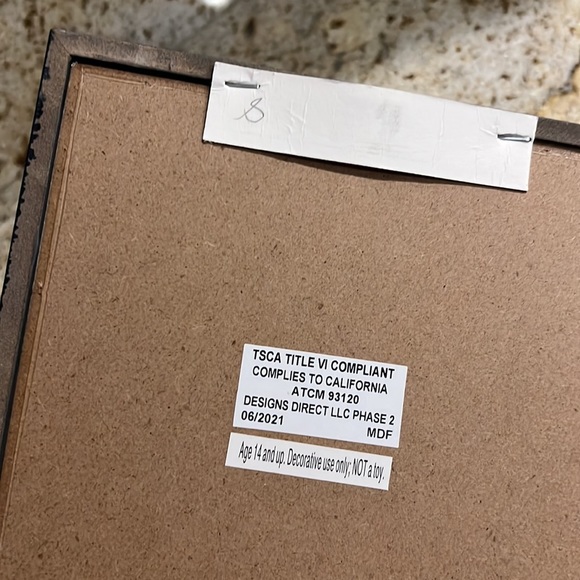 8
TSCA TITLE VI COMPLIANT
COMPLIES TO CALIFORNIA
ATCM 93120
DESIGNS DIRECT LLC PHASE 2
06/2021 MDF
Age 14 and up. Decorative use only; NOT a toy.